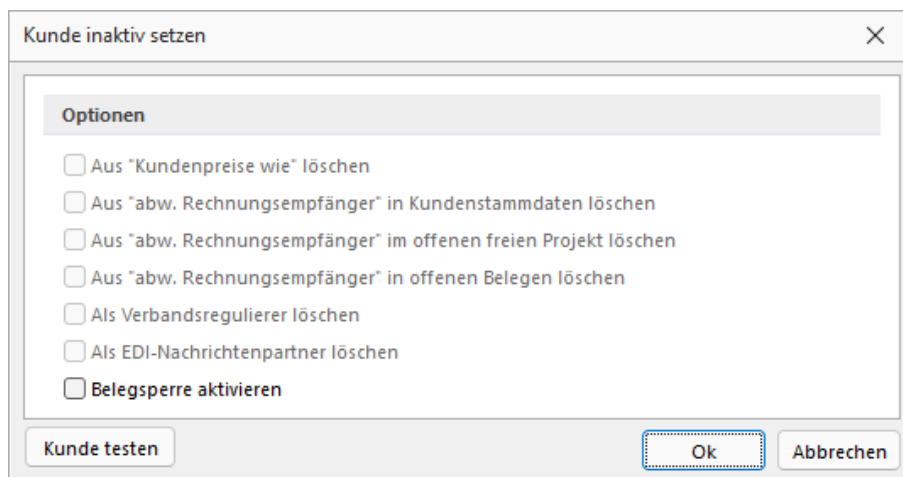 Kunde inaktiv setzen
Optionen
Aus "Kundenpreise wie" löschen
Aus "abw. Rechnungsempfänger" in Kundenstammdaten löschen
Aus "abw. Rechnungsempfänger" im offenen freien Projekt löschen
Aus "abw. Rechnungsempfänger" in offenen Belegen löschen
Als Verbandsregulierer löschen
Als EDI-Nachrichtenpartner löschen
Belegsperre aktivieren
Kunde testen Ok Abbrechen